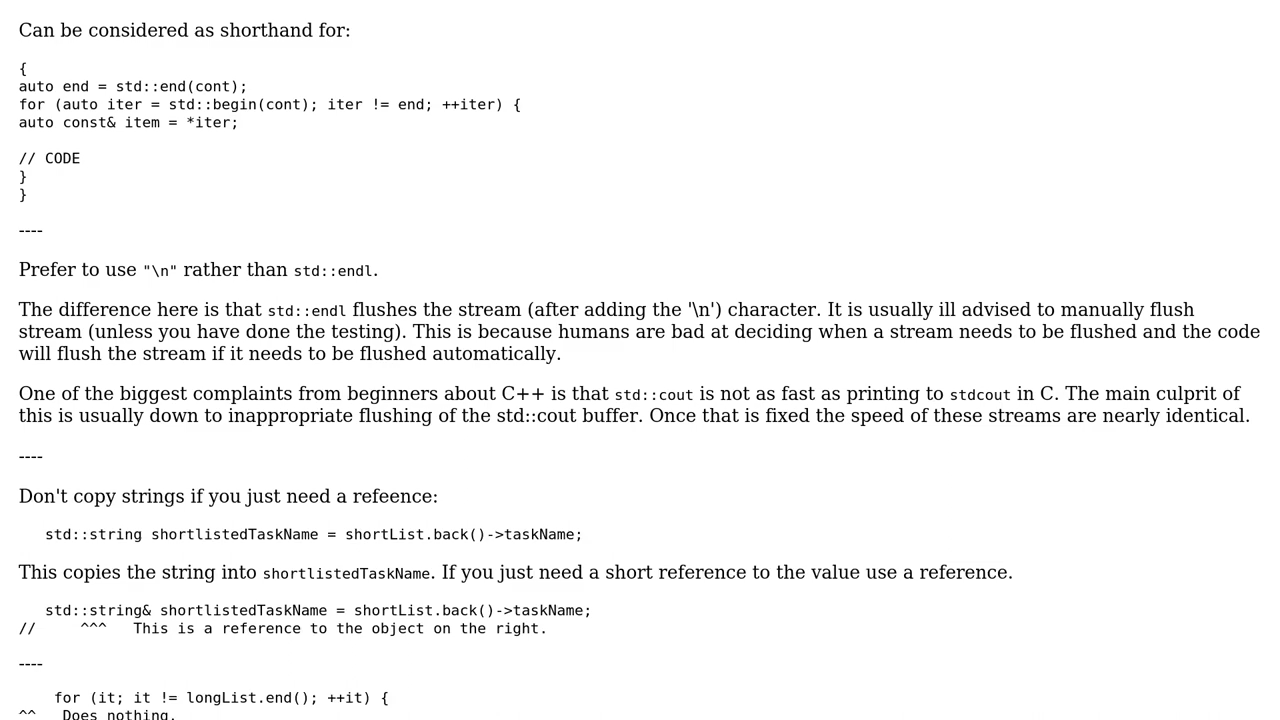 Can be considered as shorthand for:
{
auto end = std::end(cont);
for (auto iter = std::begin(cont); iter != end; ++iter) {
auto const& item = *iter;
// CODE
}
}
----
Prefer to use "\n" rather than std::endl.
The difference here is that std::endl flushes the stream (after adding the '\n') character. It is usually ill advised to manually flush
stream (unless you have done the testing). This is because humans are bad at deciding when a stream needs to be flushed and the code
will flush the stream if it needs to be flushed automatically.
One of the biggest complaints from beginners about C++ is that std::cout is not as fast as printing to stdcout in C. The main culprit of
this is usually down to inappropriate flushing of the std::cout buffer. Once that is fixed the speed of these streams are nearly identical.
----
Don't copy strings if you just need a refeence:
std::string shortlistedTaskName = shortList.back()->taskName;
This copies the string into shortlistedTaskName. If you just need a short reference to the value use a reference.
std::string& shortlistedTaskName = shortList.back()->taskName;
//     ^^^   This is a reference to the object on the right.
----
for (it; it != longList.end(); ++it) {
^^   Does nothing.